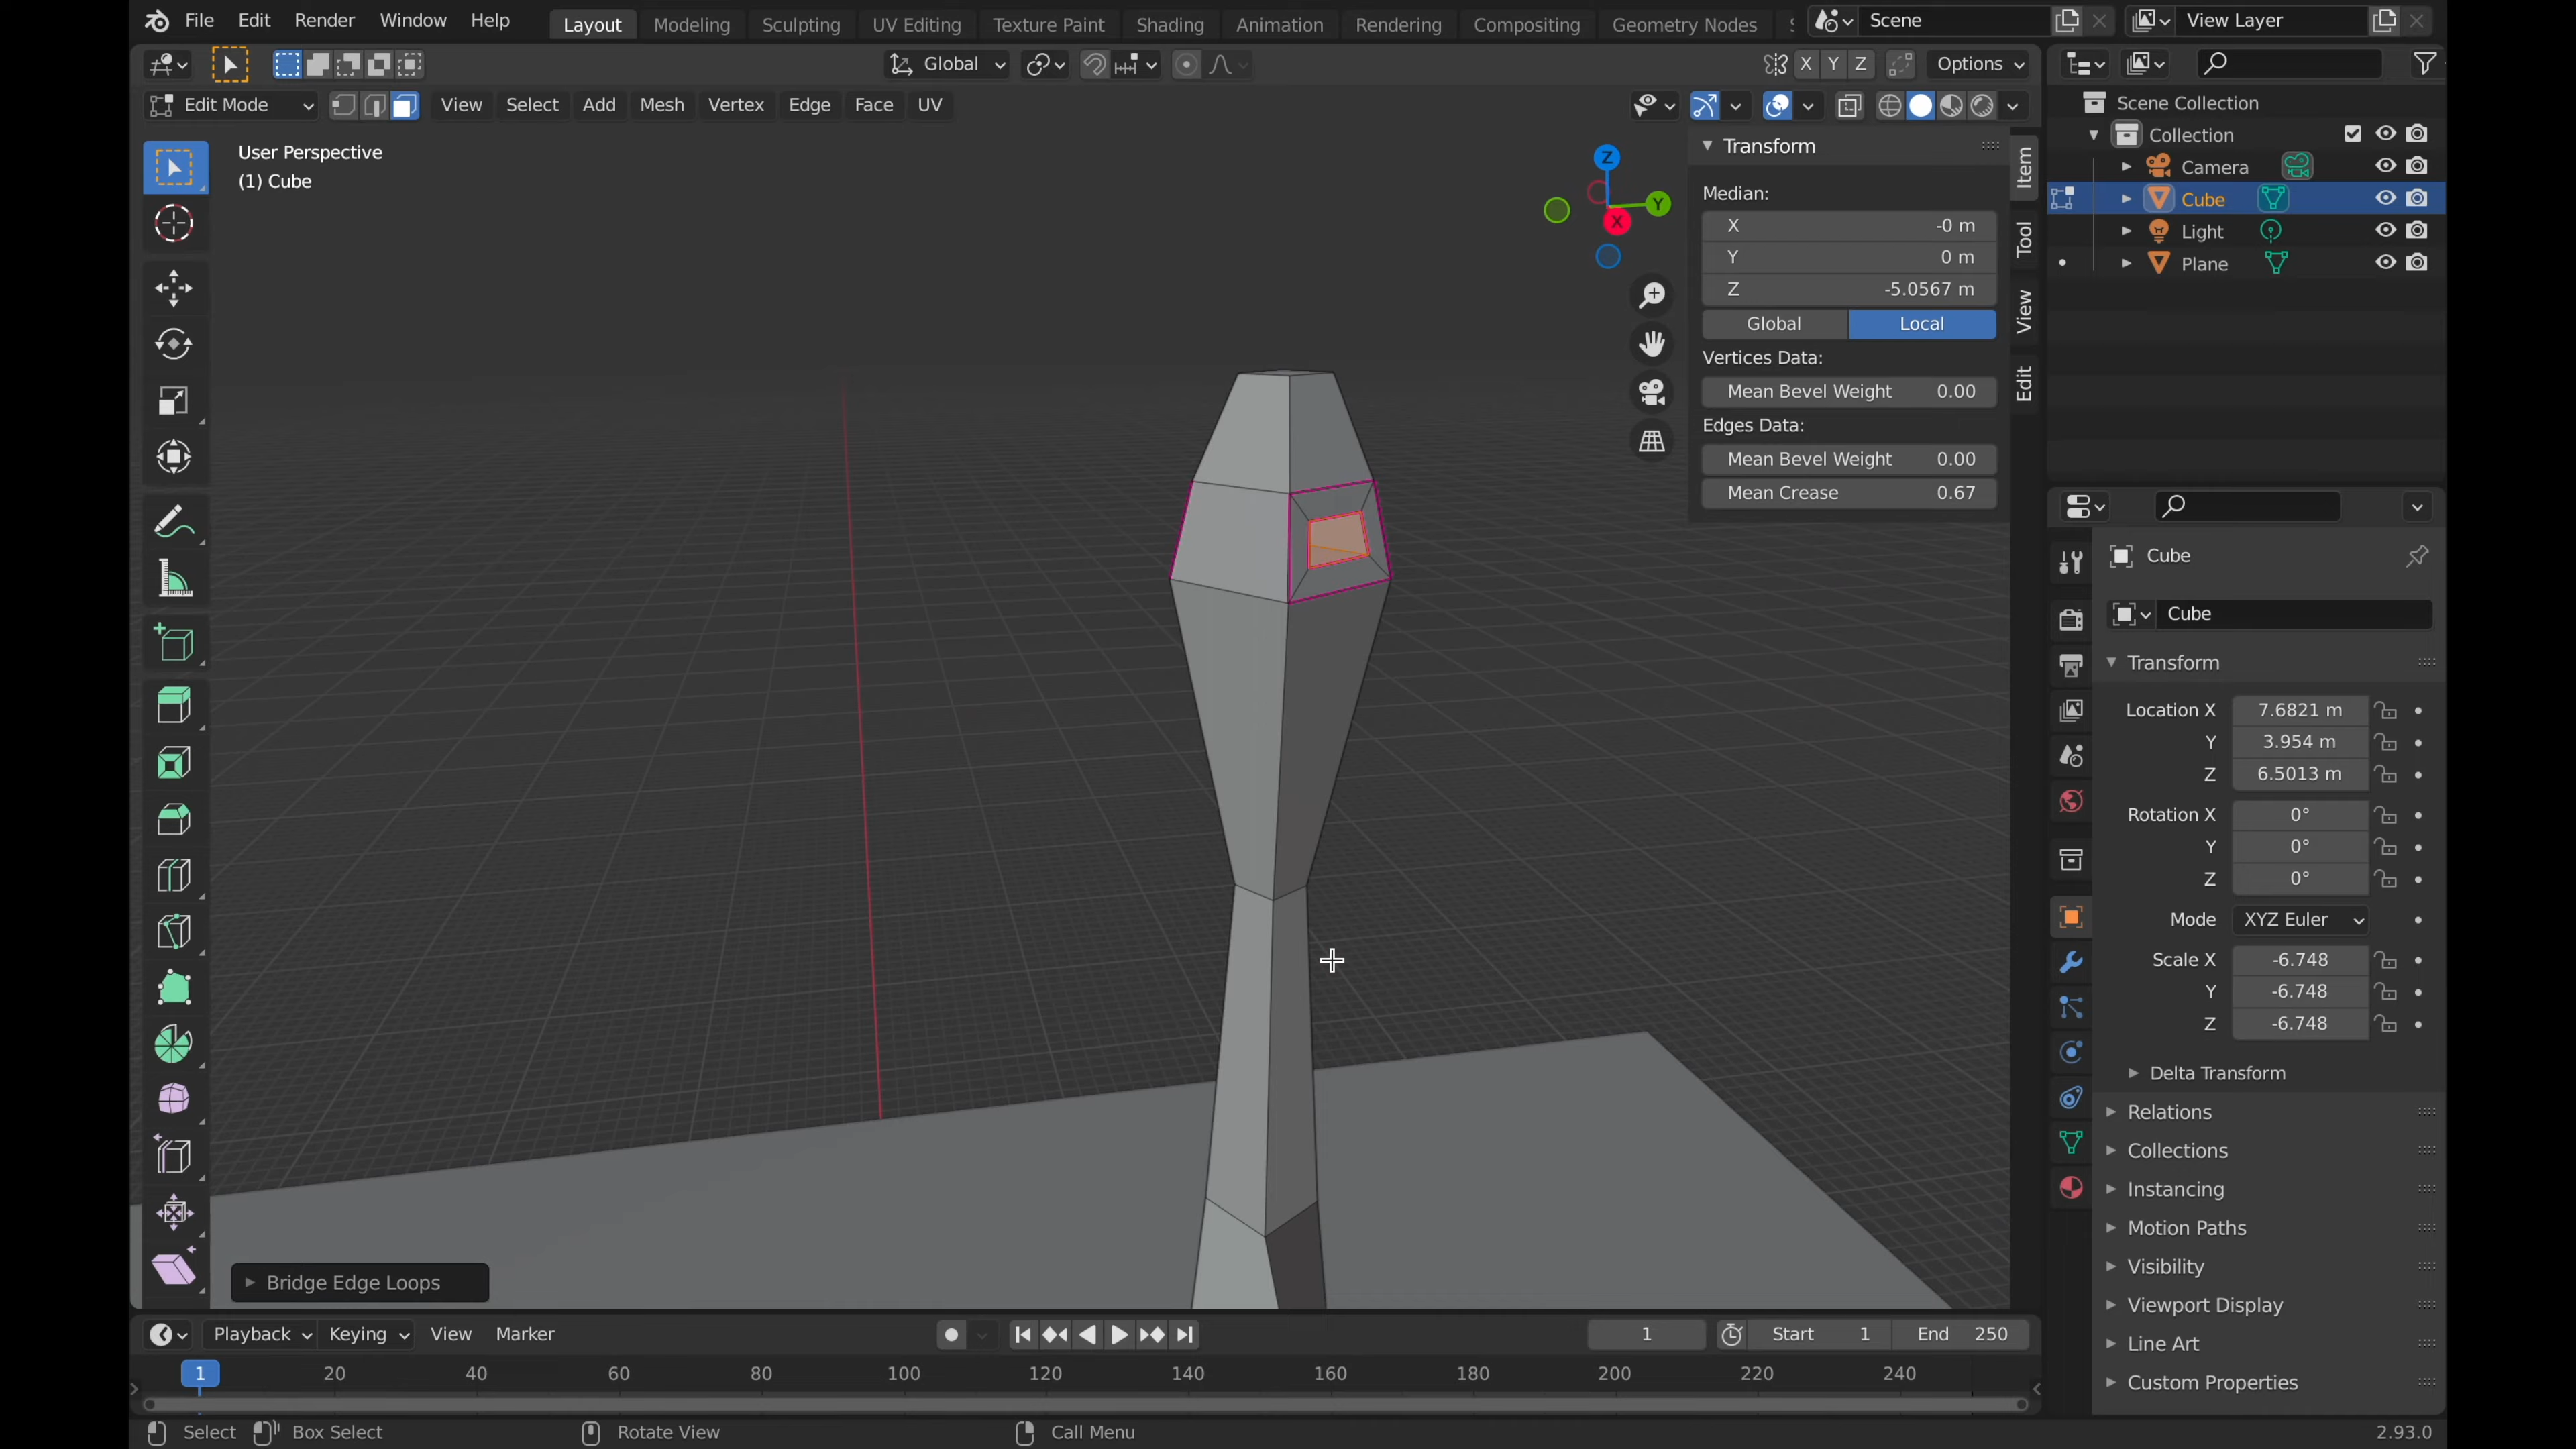 File Edit Render Window Help Layout Modeling Sculpting UV Editing Texture Paint Shading Animation Rendering Compositing Geometry Nodes Scene View Layer
Global Options
X Y Z
Edit Mode View Select Add Mesh Vertex Edge Face UV
User Perspective
(1) Cube
Z
Y
X
Transform
Median:
X -0 m
Y 0 m
Z -5.0567 m
Global Local
Vertices Data:
Mean Bevel Weight 0.00
Edges Data:
Mean Bevel Weight 0.00
Mean Crease 0.67
Item
Tool
View
Edit
Scene Collection
Collection
Camera
Cube
Light
Plane
Cube
Cube
Transform
Location X 7.6821 m
Y 3.954 m
Z 6.5013 m
Rotation X 0°
Y 0°
Z 0°
Mode XYZ Euler
Scale X -6.748
Y -6.748
Z -6.748
Delta Transform
Relations
Collections
Instancing
Motion Paths
Visibility
Viewport Display
Line Art
Custom Properties
Bridge Edge Loops
Playback Keying View Marker 1 Start 1 End 250
1 20 40 60 80 100 120 140 160 180 200 220 240
Select Box Select Rotate View Call Menu 2.93.0